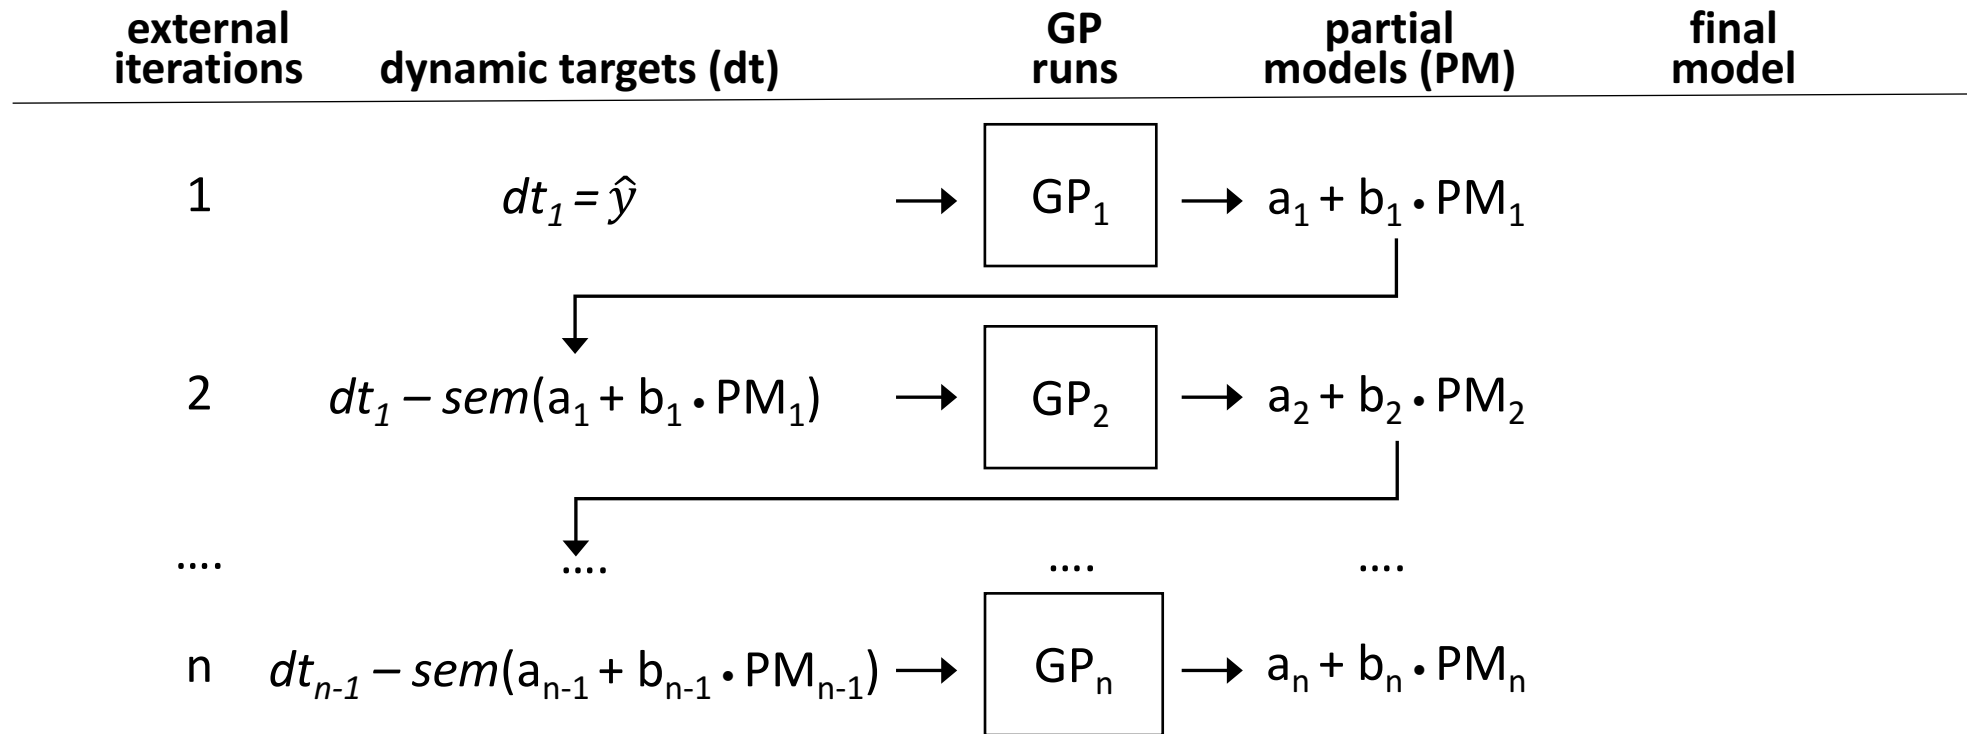 external iterations dynamic targets (dt) GP runs partial models (PM) final model
1 dt₁ = ŷ GP₁ a₁ + b₁ • PM₁
2 dt₁ – sem(a₁ + b₁ • PM₁) GP₂ a₂ + b₂ • PM₂
.... .... .... ....
n dtₙ₋₁ – sem(aₙ₋₁ + bₙ₋₁ • PMₙ₋₁) GPₙ aₙ + bₙ • PMₙ